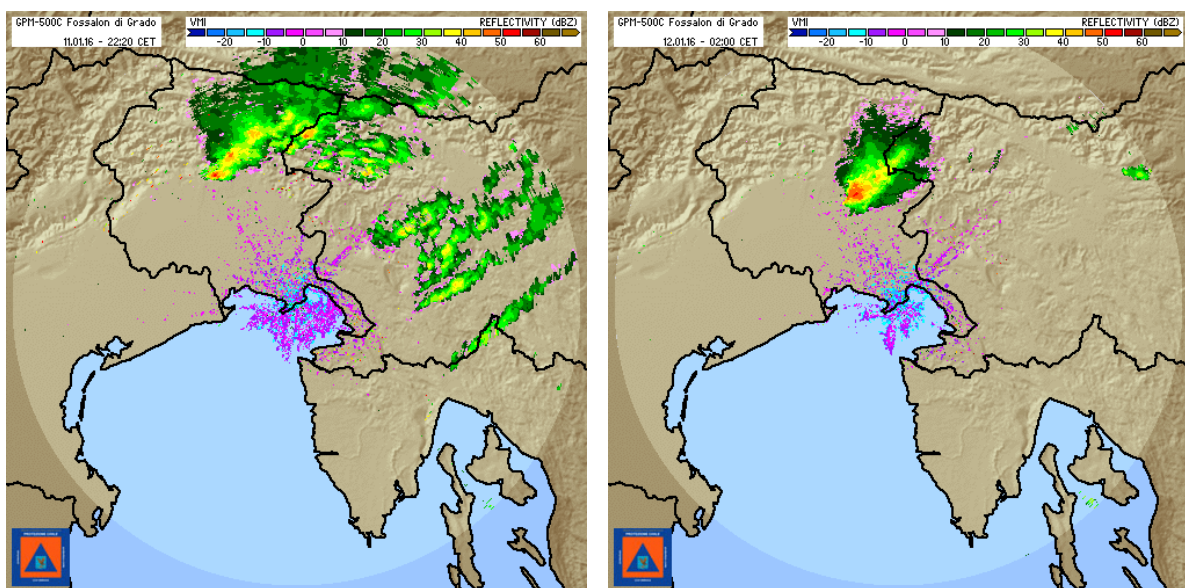 GPM-500C Fossalon di Grado
11.01.16 - 22:20 CET
VMI REFLECTIVITY (dBZ)
-20 -10 0 10 20 30 40 50 60
GPM-500C Fossalon di Grado
12.01.16 - 02:00 CET
VMI REFLECTIVITY (dBZ)
-20 -10 0 10 20 30 40 50 60